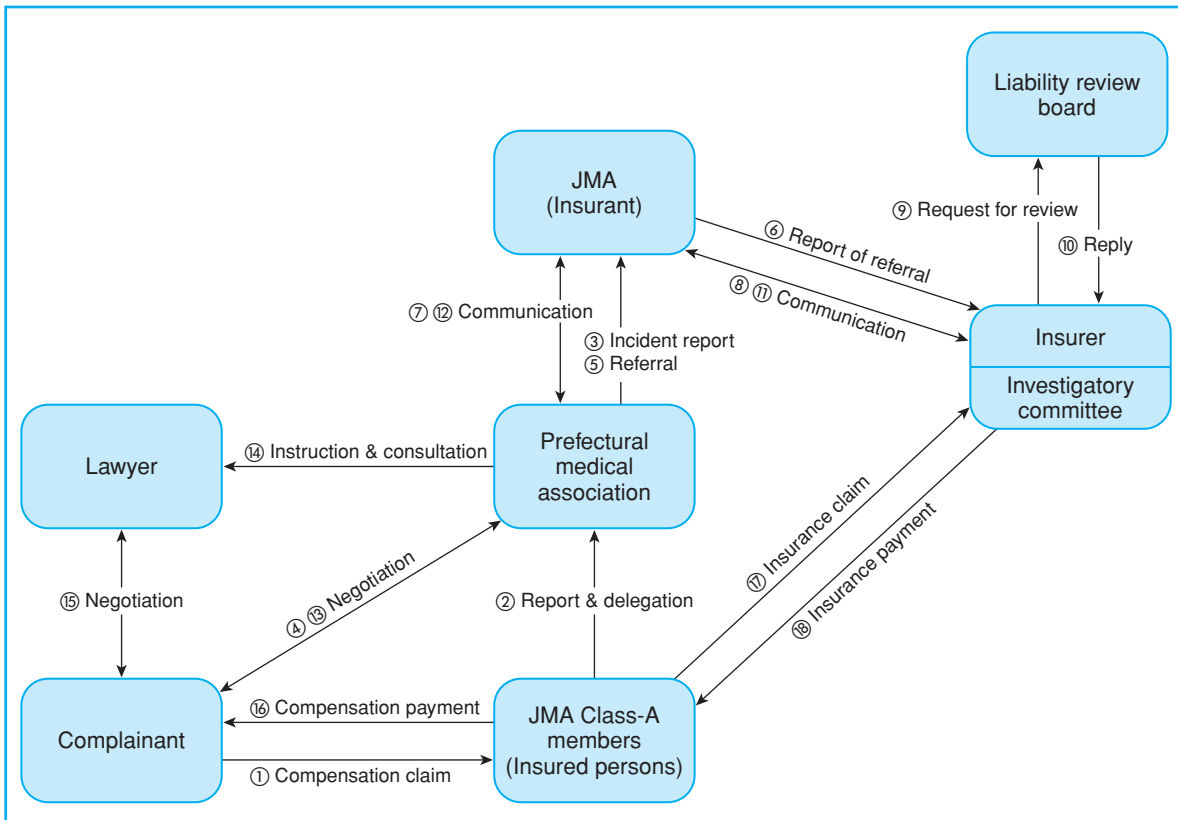 Liability review
board
JMA
(Insurant)
⑨ Request for review
⑩ Reply
⑥ Report of referral
⑧ ⑪ Communication
⑦ ⑫ Communication
③ Incident report
⑤ Referral
Insurer
Investigatory
committee
Lawyer
⑭ Instruction & consultation
Prefectural
medical
association
⑮ Negotiation
④ ⑬ Negotiation
② Report & delegation
⑰ Insurance claim
⑱ Insurance payment
Complainant
⑯ Compensation payment
① Compensation claim
JMA Class-A
members
(Insured persons)